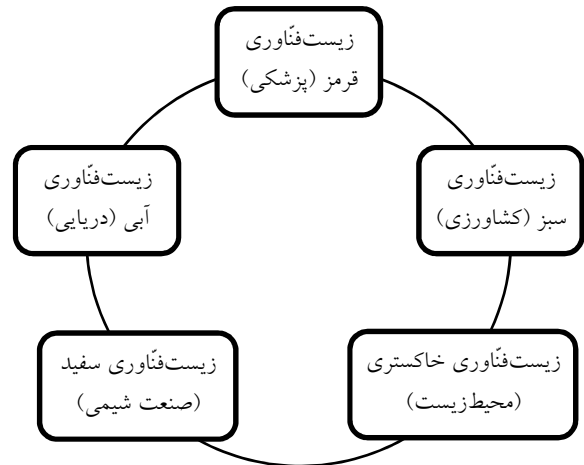 زیست‌فنّاوری
قرمز (پزشکی)
زیست‌فنّاوری
سبز (کشاورزی)
زیست‌فنّاوری خاکستری
(محیط‌زیست)
زیست‌فنّاوری سفید
(صنعت شیمی)
زیست‌فنّاوری
آبی (دریایی)